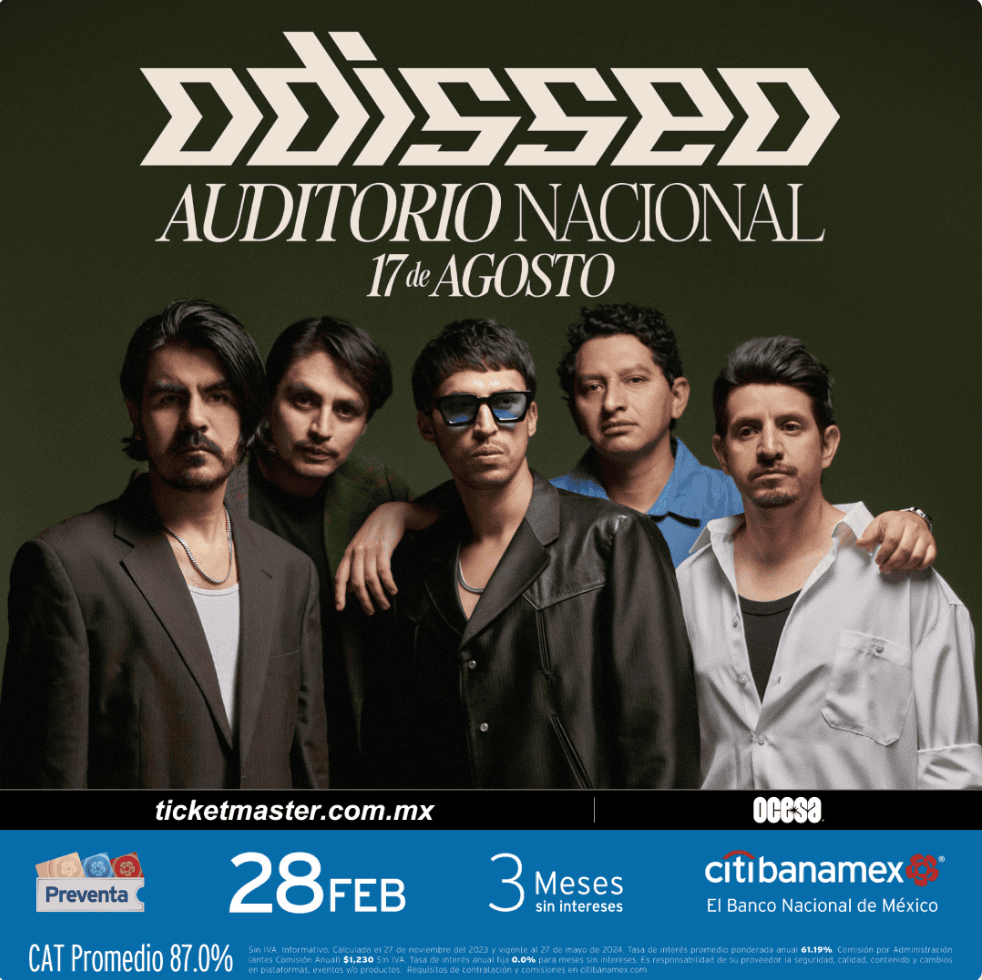 odisseo
AUDITORIO NACIONAL
17 de AGOSTO
ticketmaster.com.mx
ocesa
Preventa
28 FEB
3 Meses
sin intereses
citibanamex®
El Banco Nacional de México
CAT Promedio 87.0%
Sin IVA. Informativo. Calculado el 27 de noviembre del 2023 y vigente al 27 de mayo de 2024. Tasa de interés promedio ponderada anual 61.19%. Comisión por Administración
(antes Comisión Anual) $1,230 Sin IVA. Tasa de interés anual fija 0.0% para meses sin intereses. Es responsabilidad de su proveedor la seguridad, calidad, contenido y cambios
en plataformas, eventos y/o productos. Requisitos de contratación y comisiones en citibanamex.com